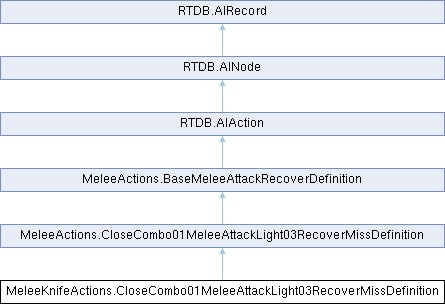 RTDB.AIRecord
RTDB.AINode
RTDB.AIAction
MeleeActions.BaseMeleeAttackRecoverDefinition
MeleeActions.CloseCombo01MeleeAttackLight03RecoverMissDefinition
MeleeKnifeActions.CloseCombo01MeleeAttackLight03RecoverMissDefinition